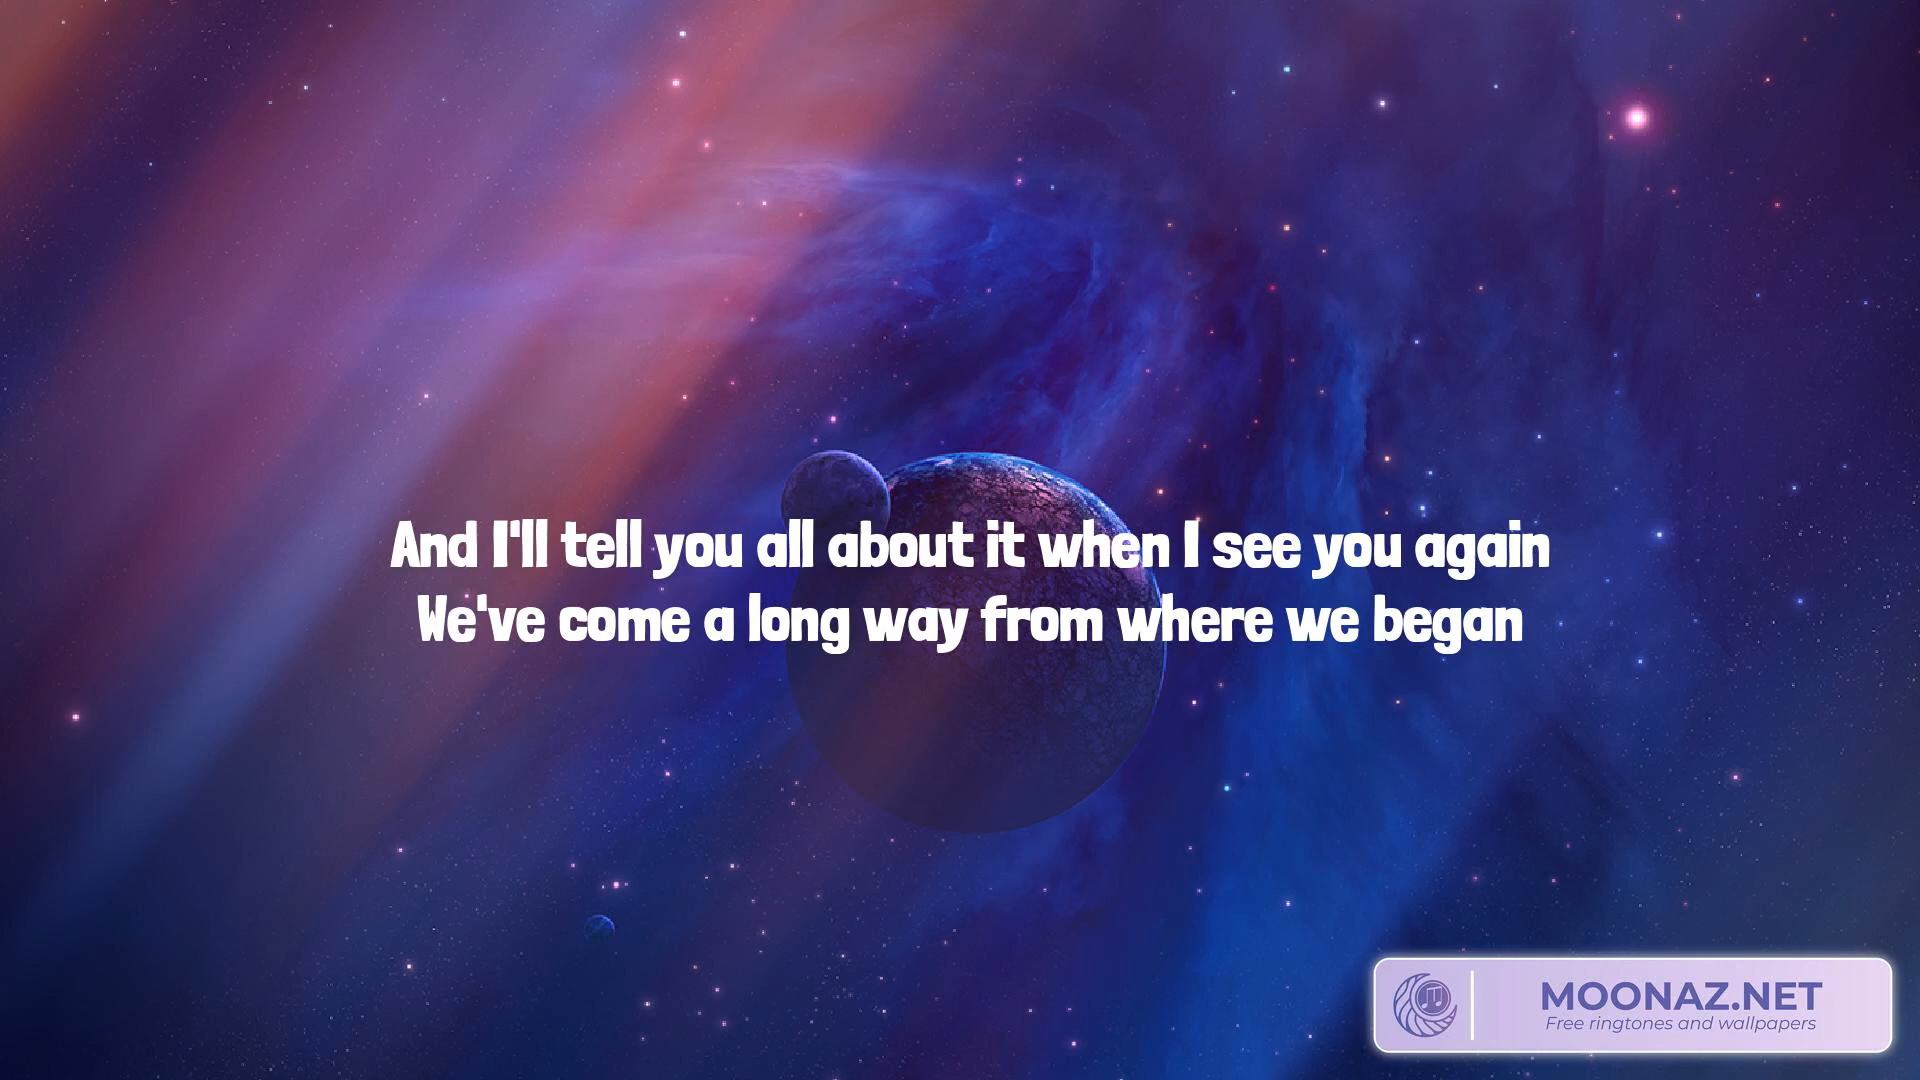 And I'll tell you all about it when I see you again
We've come a long way from where we began
MOONAZ.NET
Free ringtones and wallpapers